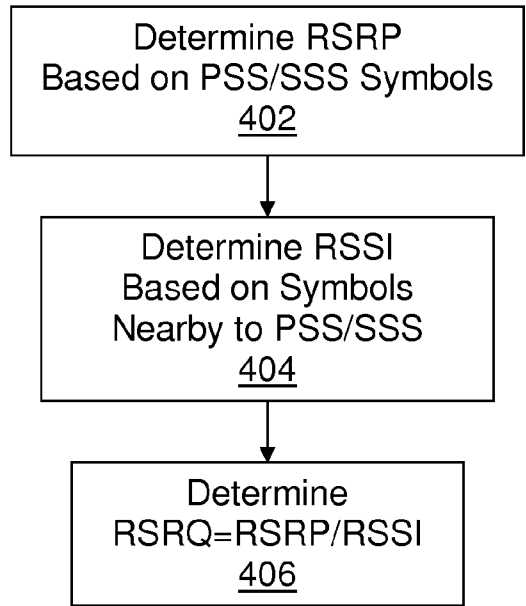 Determine RSRP
Based on PSS/SSS Symbols
402
Determine RSSI
Based on Symbols
Nearby to PSS/SSS
404
Determine
RSRQ=RSRP/RSSI
406